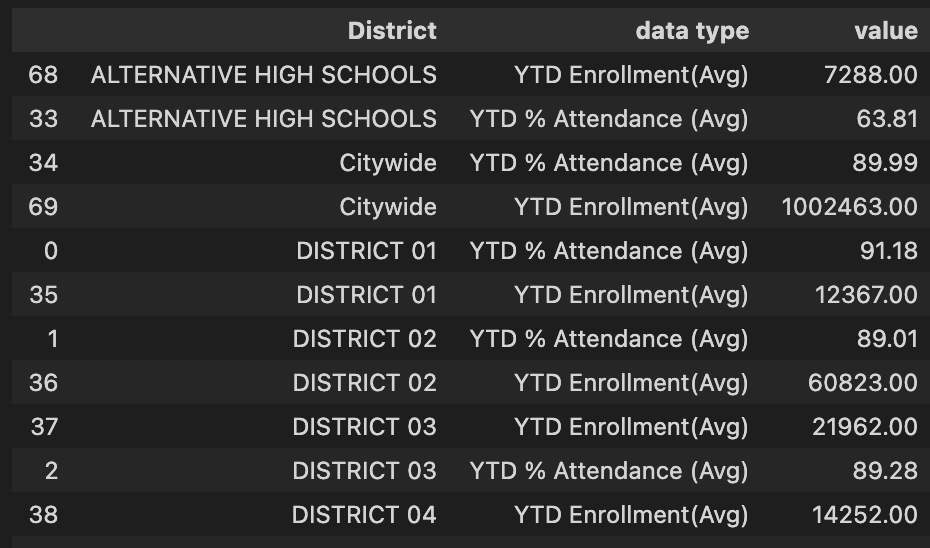 District data type value
68 ALTERNATIVE HIGH SCHOOLS YTD Enrollment(Avg) 7288.00
33 ALTERNATIVE HIGH SCHOOLS YTD % Attendance (Avg) 63.81
34 Citywide YTD % Attendance (Avg) 89.99
69 Citywide YTD Enrollment(Avg) 1002463.00
0 DISTRICT 01 YTD % Attendance (Avg) 91.18
35 DISTRICT 01 YTD Enrollment(Avg) 12367.00
1 DISTRICT 02 YTD % Attendance (Avg) 89.01
36 DISTRICT 02 YTD Enrollment(Avg) 60823.00
37 DISTRICT 03 YTD Enrollment(Avg) 21962.00
2 DISTRICT 03 YTD % Attendance (Avg) 89.28
38 DISTRICT 04 YTD Enrollment(Avg) 14252.00